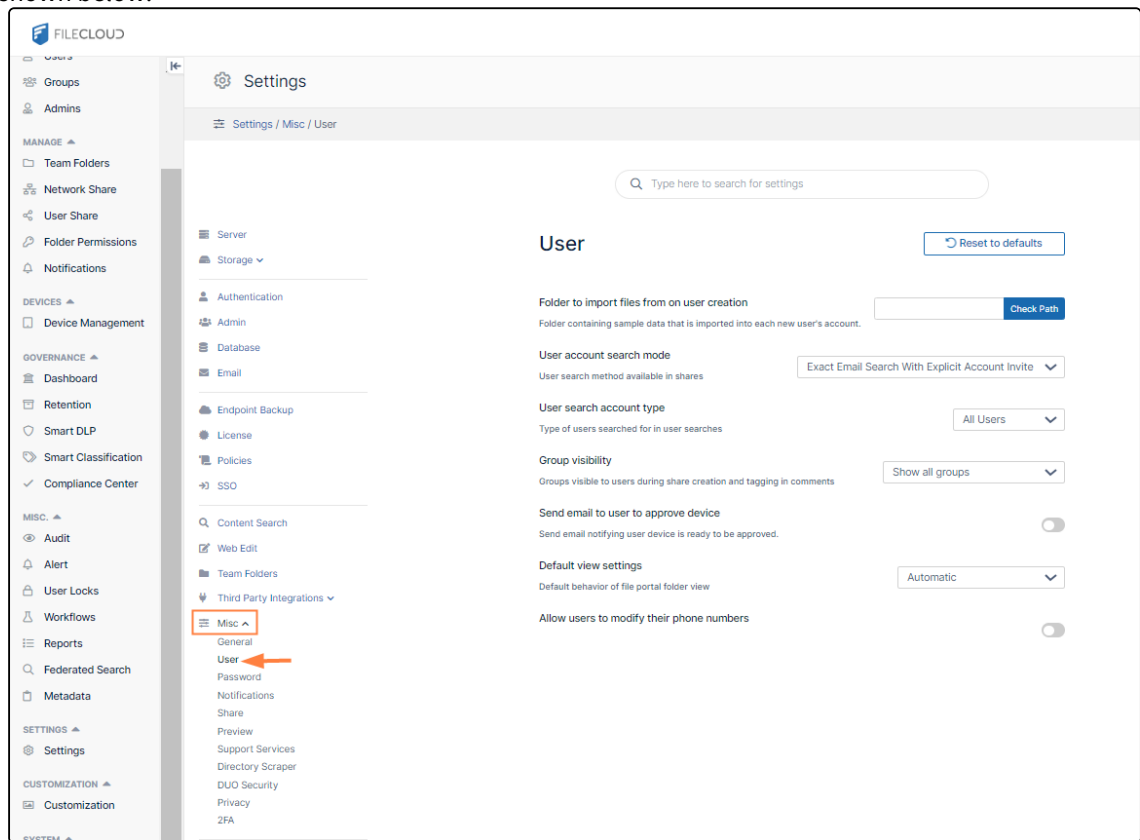 shown below:
FILECLOUD
Users
Groups
Admins
MANAGE
Team Folders
Network Share
User Share
Folder Permissions
Notifications
DEVICES
Device Management
GOVERNANCE
Dashboard
Retention
Smart DLP
Smart Classification
Compliance Center
MISC.
Audit
Alert
User Locks
Workflows
Reports
Federated Search
Metadata
SETTINGS
Settings
CUSTOMIZATION
Customization
SYSTEM
Settings
Settings / Misc / User
Type here to search for settings
Server
Storage
Authentication
Admin
Database
Email
Endpoint Backup
License
Policies
SSO
Content Search
Web Edit
Team Folders
Third Party Integrations
Misc
General
User
Password
Notifications
Share
Preview
Support Services
Directory Scraper
DUO Security
Privacy
2FA
User
Reset to defaults
Folder to import files from on user creation
Check Path
Folder containing sample data that is imported into each new user's account.
User account search mode
Exact Email Search With Explicit Account Invite
User search method available in shares
User search account type
All Users
Type of users searched for in user searches
Group visibility
Show all groups
Groups visible to users during share creation and tagging in comments
Send email to user to approve device
Send email notifying user device is ready to be approved.
Default view settings
Automatic
Default behavior of file portal folder view
Allow users to modify their phone numbers